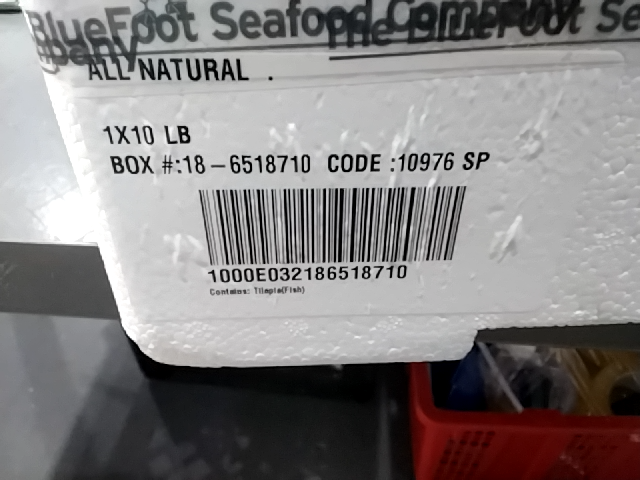 BlueFoot Seafood Company
The BlueFoot Se
pany
ALL NATURAL .
1X10 LB
BOX #:18-6518710 CODE :10976 SP
1000E032186518710
Contains: Tilapia(Fish)